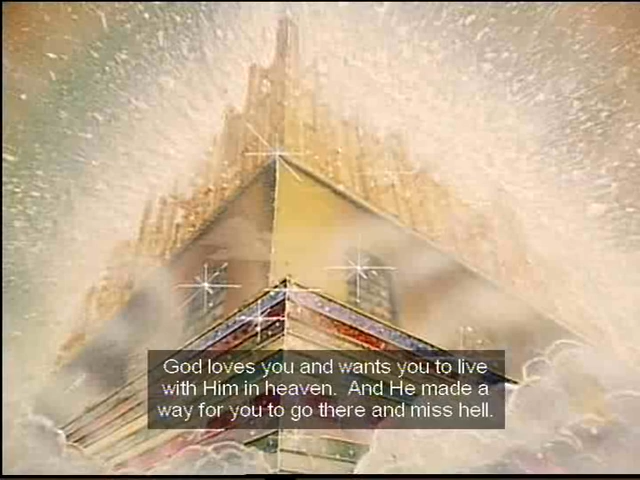 God loves you and wants you to live
with Him in heaven.  And He made a
way for you to go there and miss hell.